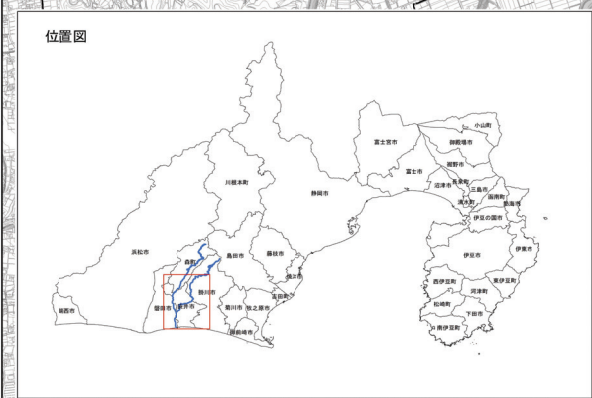 位置図
小山町
富士宮市
御殿場市
裾野市
富士市
川根本町
沼津市
長泉町
三島市
静岡市
清水町
函南町
熱海市
伊豆の国市
浜松市
森町
島田市
藤枝市
伊東市
伊豆市
焼津市
西伊豆町
東伊豆町
掛川市
吉田町
河津町
湖西市
磐田市
袋井市
菊川市
牧之原市
松崎町
下田市
御前崎市
南伊豆町